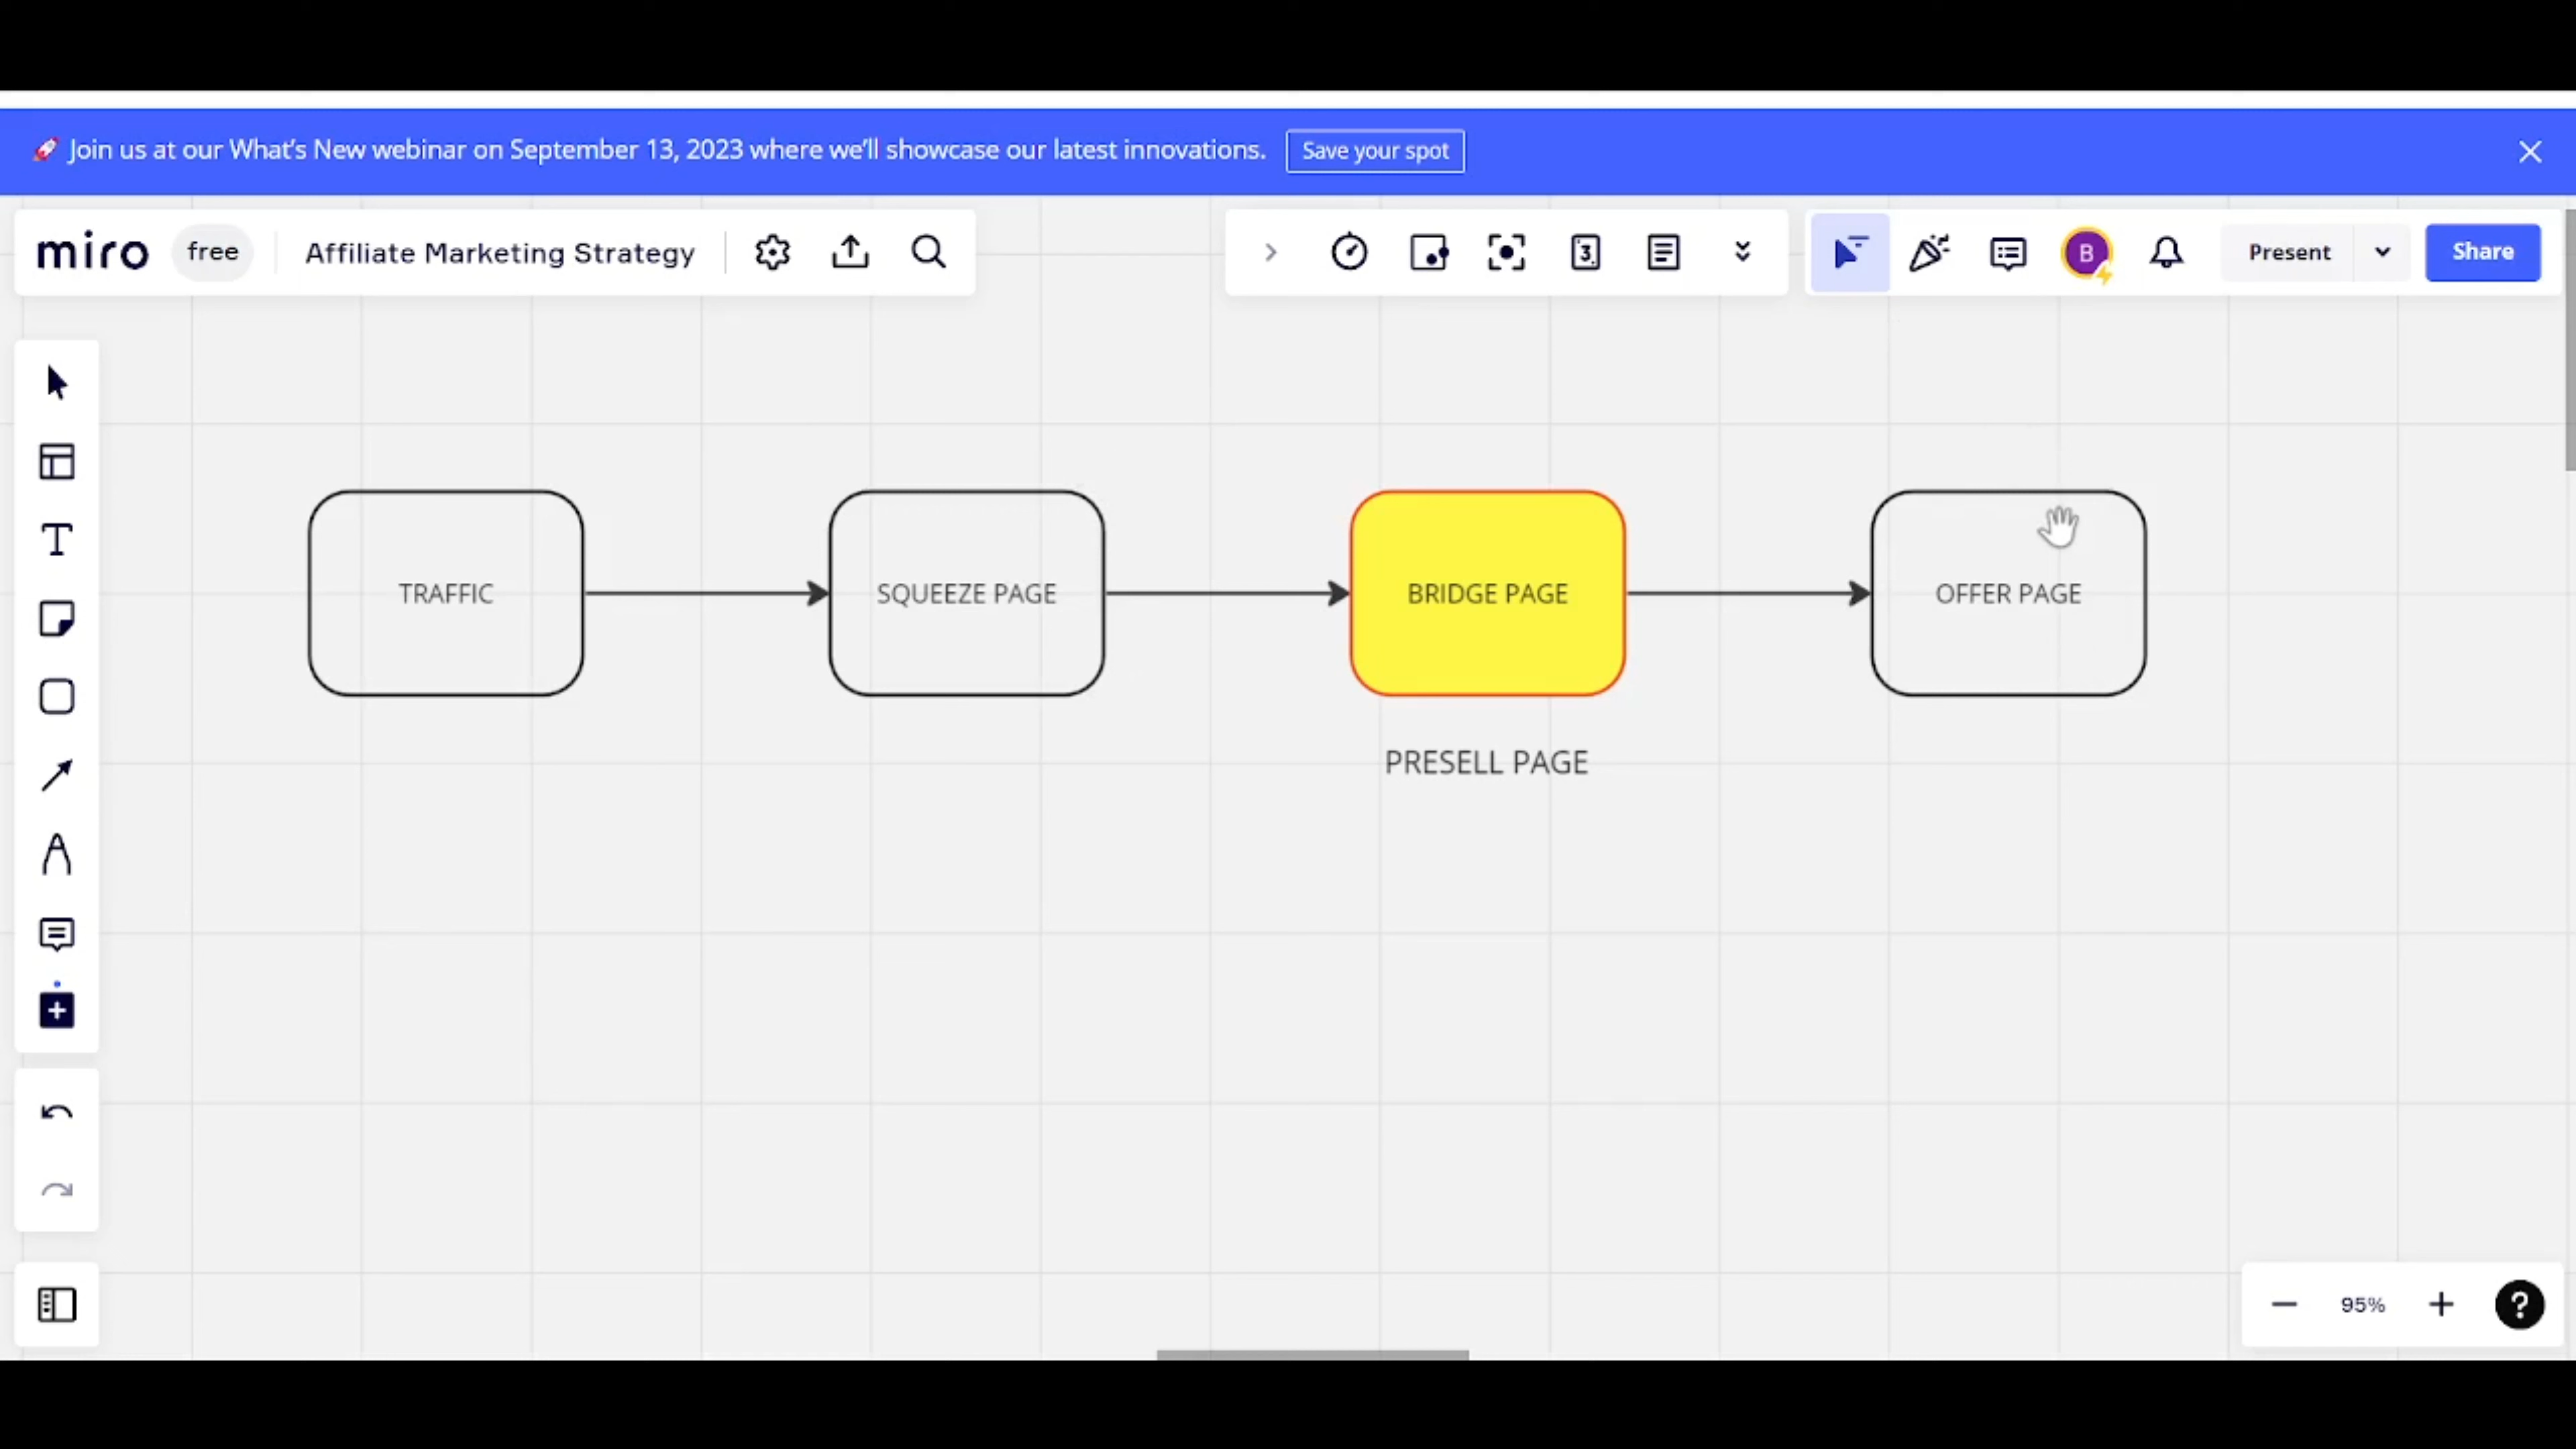 Join us at our What's New webinar on September 13, 2023 where we'll showcase our latest innovations. Save your spot
miro free Affiliate Marketing Strategy 3 B Present Share
TRAFFIC SQUEEZE PAGE BRIDGE PAGE OFFER PAGE
PRESELL PAGE
95% ?